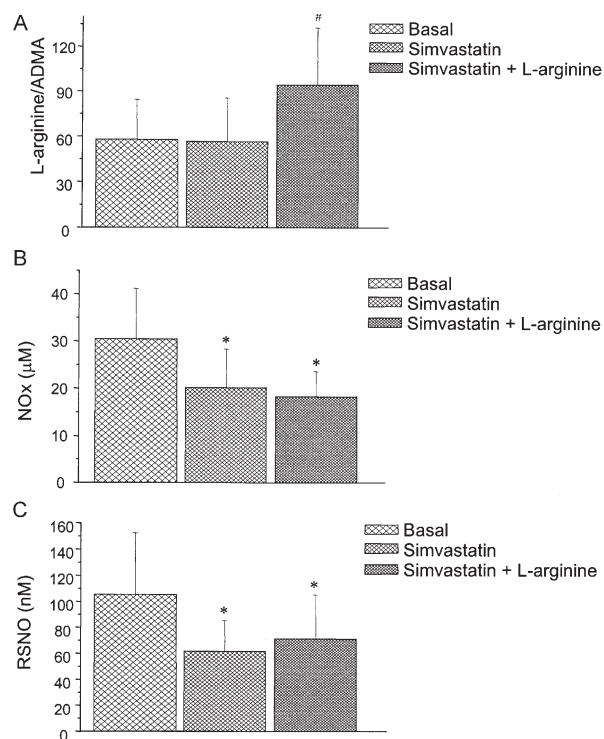 A
L-arginine/ADMA
120
90
60
30
0
#
Basal
Simvastatin
Simvastatin + L-arginine
B
NOx (μM)
40
30
20
10
0
*
*
Basal
Simvastatin
Simvastatin + L-arginine
C
RSNO (nM)
160
140
120
100
80
60
40
20
0
*
*
Basal
Simvastatin
Simvastatin + L-arginine